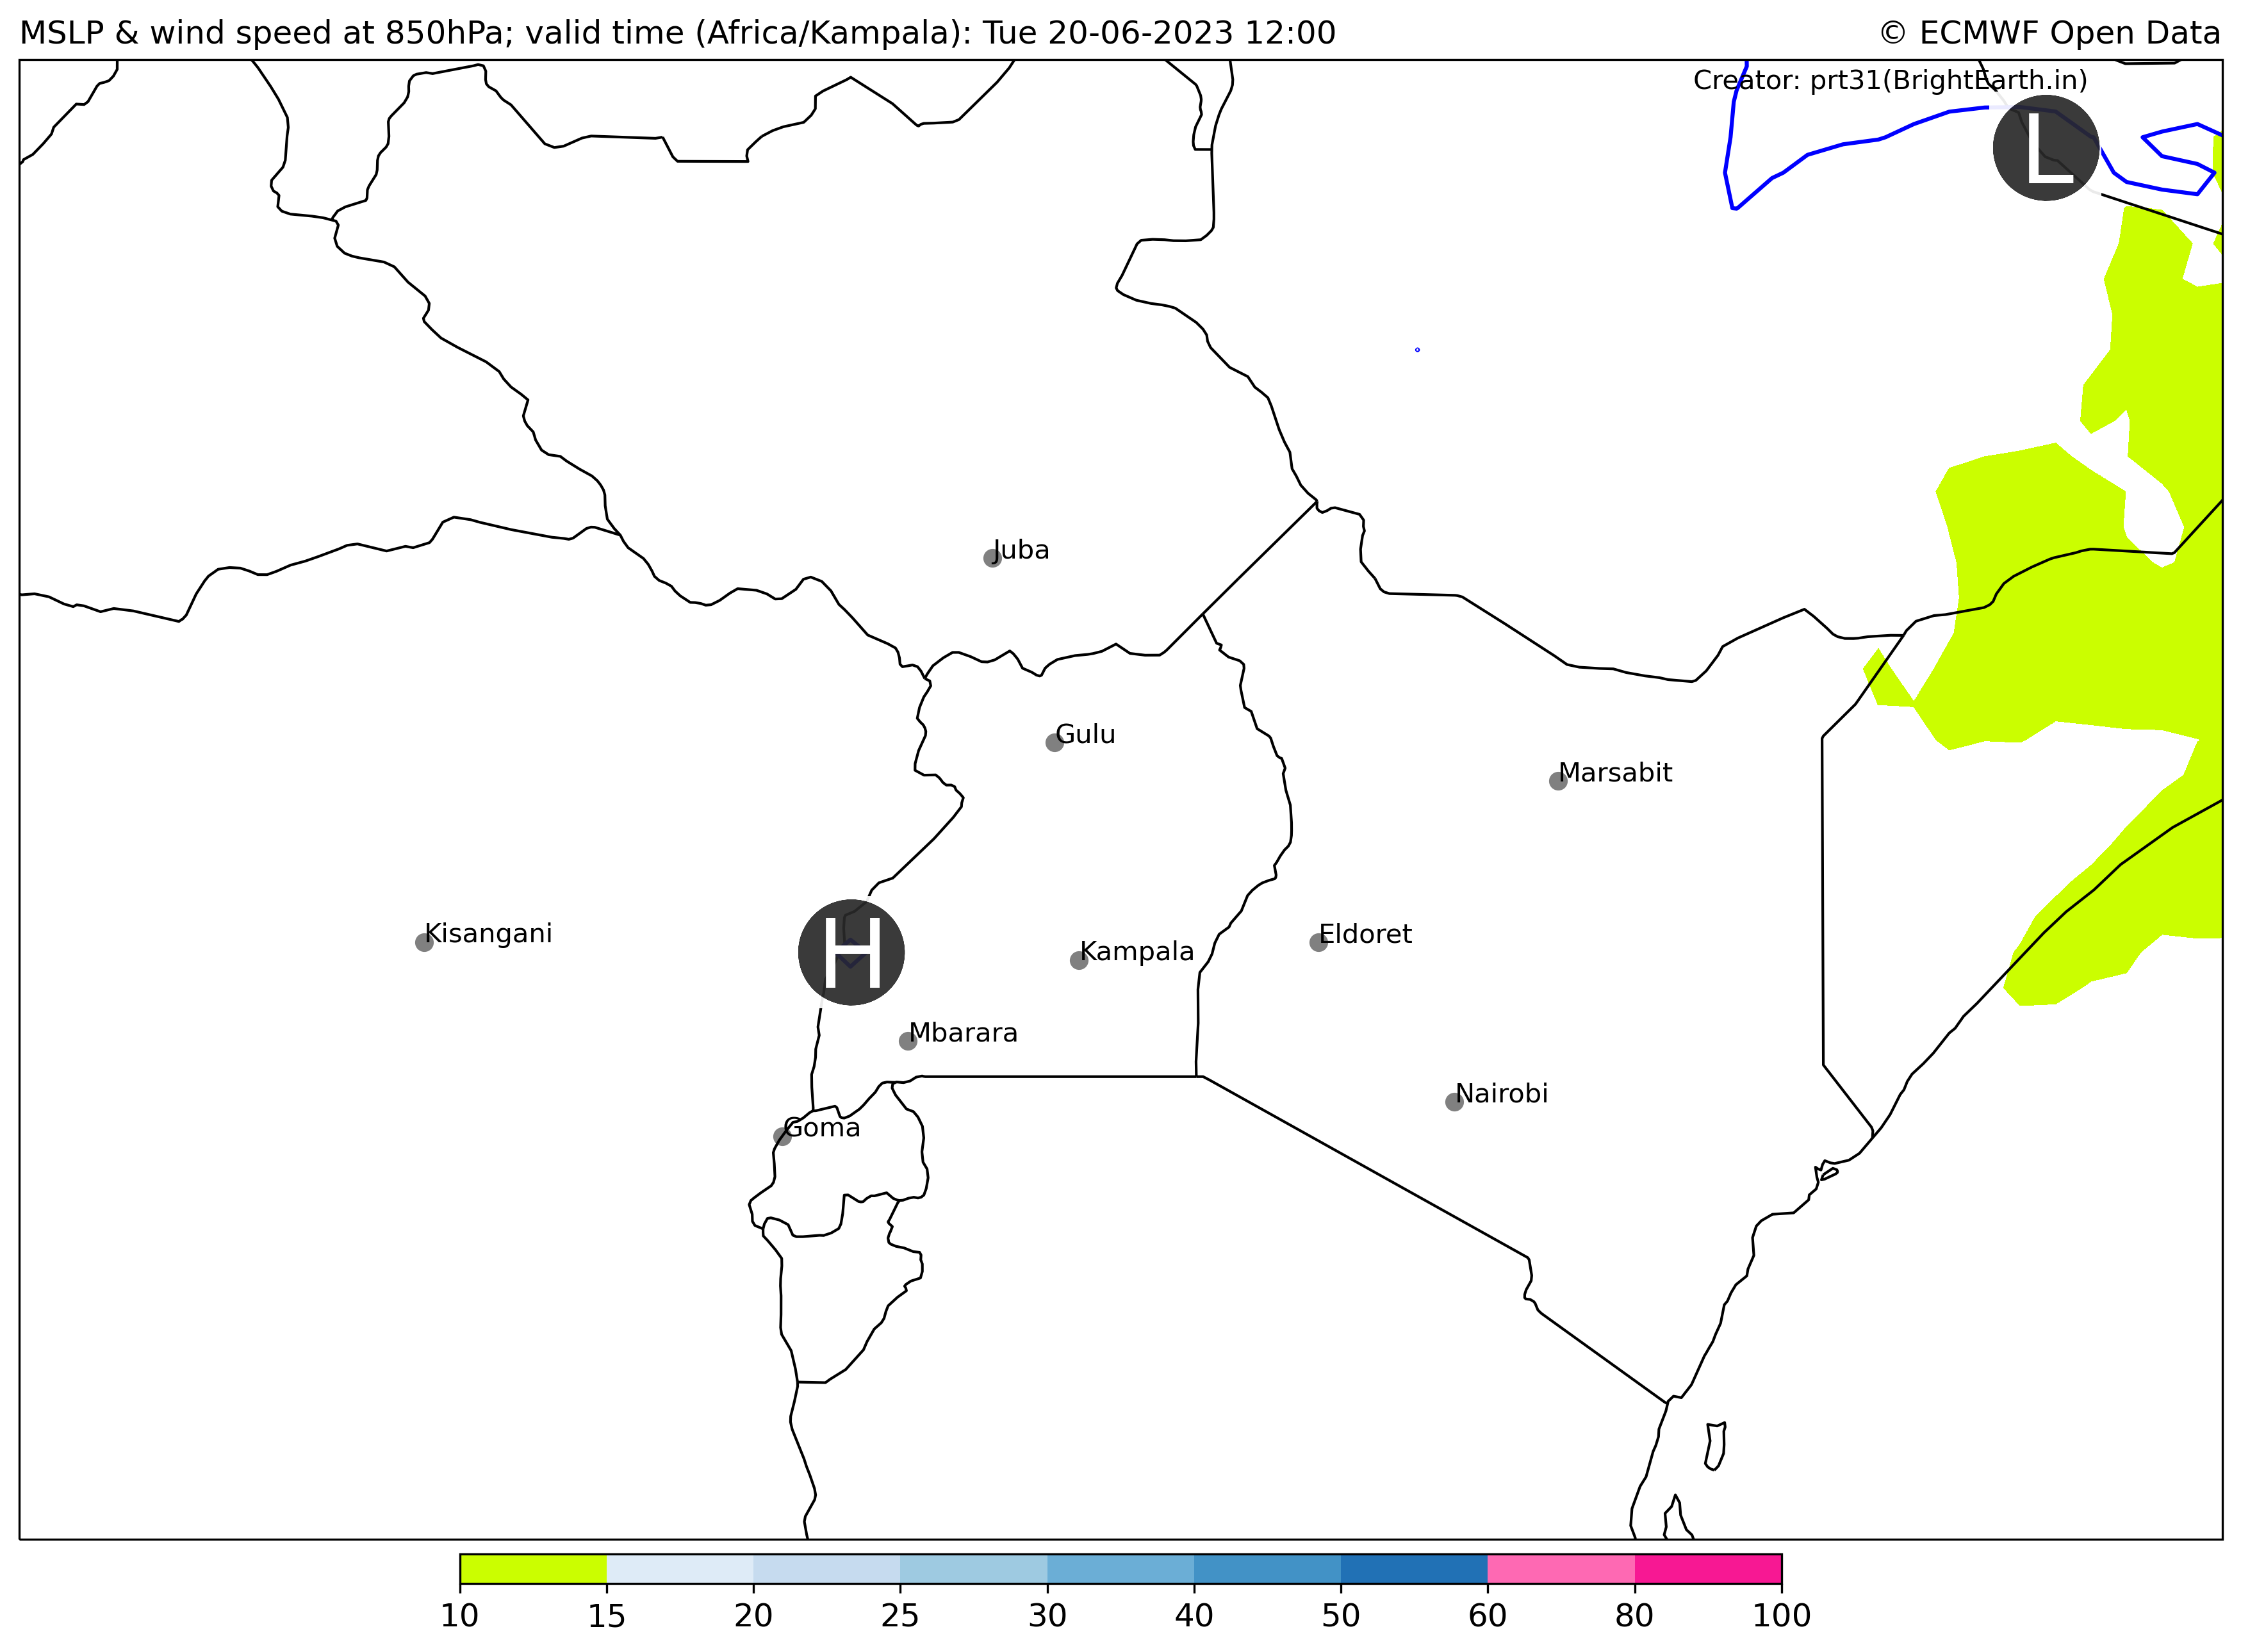 MSLP & wind speed at 850hPa; valid time (Africa/Kampala): Tue 20-06-2023 12:00
© ECMWF Open Data
Creator: prt31(BrightEarth.in)
L
Juba
Gulu
Marsabit
Kisangani
H
Kampala
Eldoret
Mbarara
Nairobi
Goma
10 15 20 25 30 40 50 60 80 100